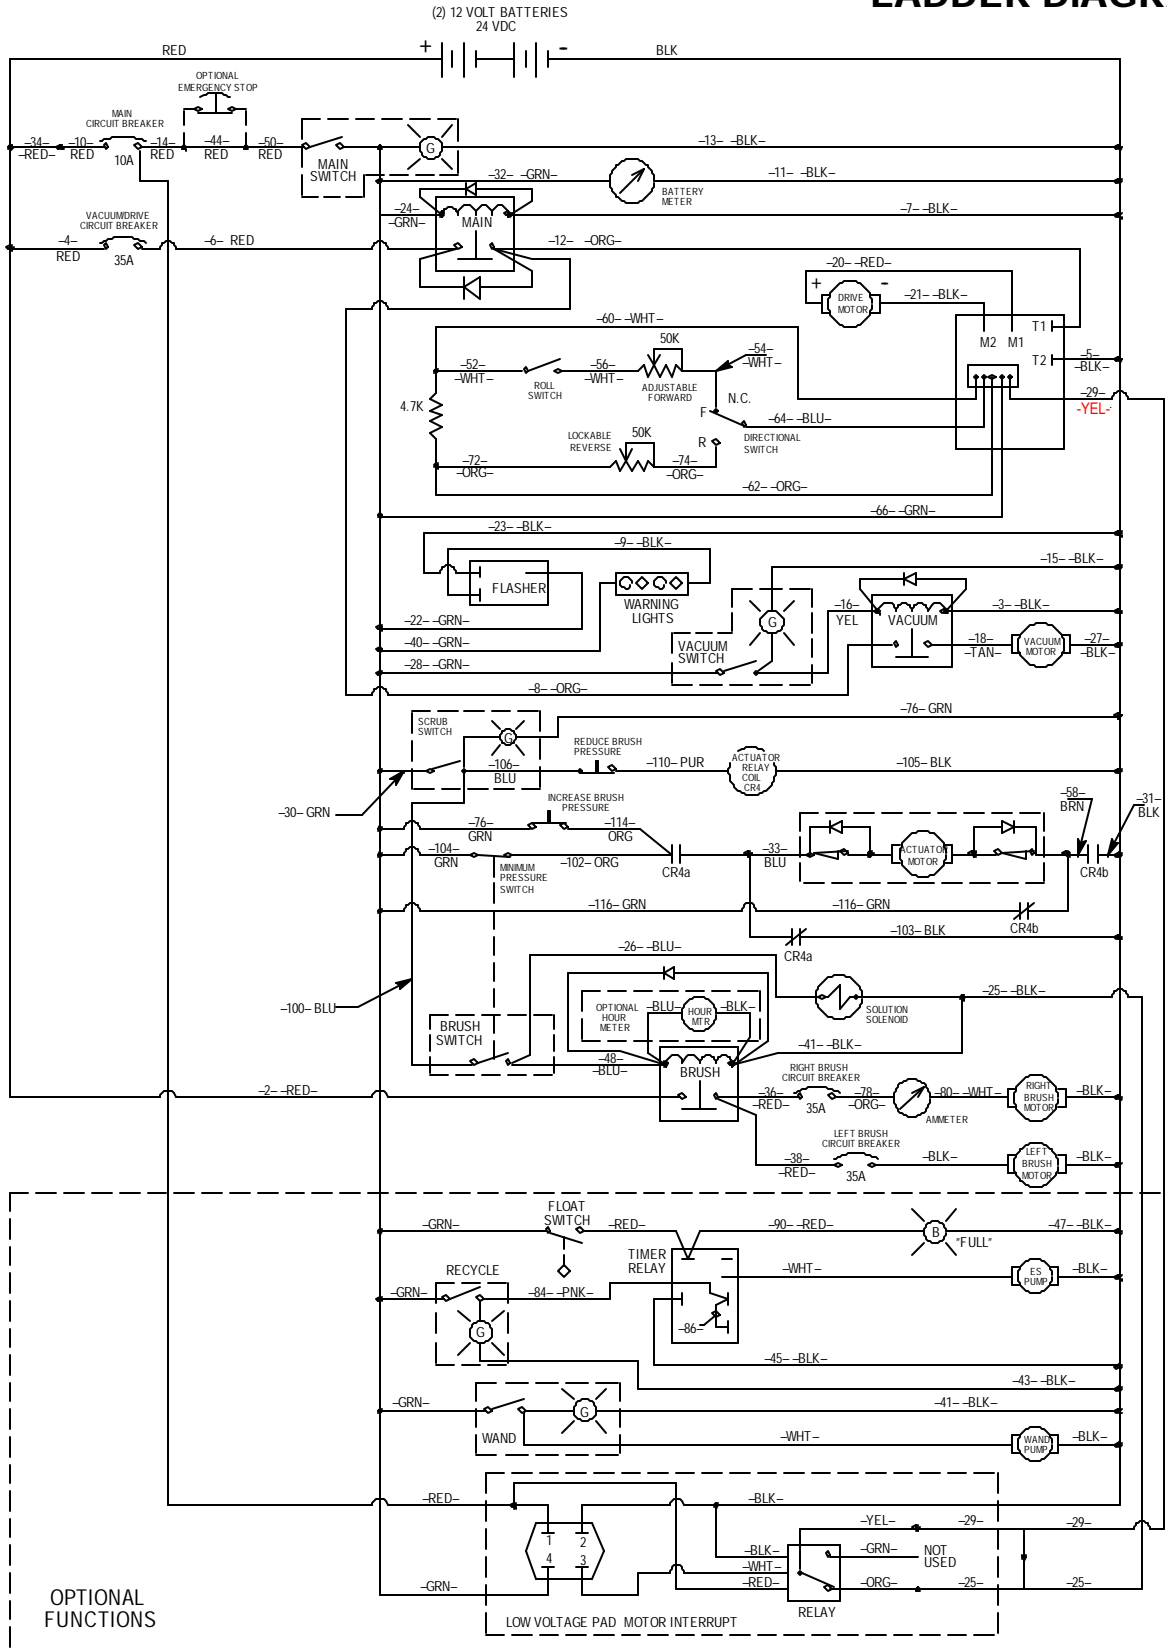 (2) 12 VOLT BATTERIES
24 VDC
RED
+
-
BLK
OPTIONAL
EMERGENCY STOP
MAIN
CIRCUIT BREAKER
–34–
–RED–
–10–
RED
10A
–14–
RED
–44–
RED
–50–
RED
MAIN
SWITCH
G
–13– –BLK–
–32– –GRN–
BATTERY
METER
–11– –BLK–
–24–
–GRN–
MAIN
–7– –BLK–
VACUUMDRIVE
CIRCUIT BREAKER
–4–
RED
35A
–6– RED
–12– –ORG–
–20– –RED–
+
-
DRIVE
MOTOR
–21– –BLK–
–60– –WHT–
T1
M2 M1
T2
–5–
–BLK–
50K
–54–
–WHT–
–52–
–WHT–
ROLL
SWITCH
–56–
–WHT–
ADJUSTABLE
FORWARD
–29–
-YEL-
4.7K
N.C.
F
–64– –BLU–
LOCKABLE
REVERSE
50K
R
DIRECTIONAL
SWITCH
–72–
–ORG–
–74–
–ORG–
–62– –ORG–
–66– –GRN–
–23– –BLK–
–9– –BLK–
–15– –BLK–
FLASHER
WARNING
LIGHTS
G
–16–
YEL
VACUUM
–3– –BLK–
–22– –GRN–
–40– –GRN–
VACUUM
SWITCH
–18–
–TAN–
VACUUM
MOTOR
–27–
–BLK–
–28– –GRN–
–8– –ORG–
–76– GRN
SCRUB
SWITCH
G
–106–
BLU
REDUCE BRUSH
PRESSURE
–110– PUR
ACTUATOR
RELAY
COIL
CR4
–105– BLK
–30– GRN
INCREASE BRUSH
PRESSURE
–58–
BRN
–31–
BLK
–76–
GRN
–114–
ORG
–104–
GRN
MINIMUM
PRESSURE
SWITCH
–102– ORG
CR4a
–33–
BLU
ACTUATOR
MOTOR
CR4b
–116– GRN
–116– GRN
CR4b
–103– BLK
CR4a
–26– –BLU–
–100– BLU
OPTIONAL
HOUR
METER
–BLU–
HOUR
MTR
–BLK–
SOLUTION
SOLENOID
–25– –BLK–
BRUSH
SWITCH
–48–
–BLU–
BRUSH
–41– –BLK–
–2– –RED–
RIGHT BRUSH
CIRCUIT BREAKER
–36–
–RED–
35A
–78–
–ORG–
AMMETER
–80– –WHT–
RIGHT
BRUSH
MOTOR
–BLK–
LEFT BRUSH
CIRCUIT BREAKER
–38–
–RED–
35A
–BLK–
LEFT
BRUSH
MOTOR
–BLK–
FLOAT
SWITCH
–GRN–
–RED–
–90– –RED–
B
"FULL"
–47– –BLK–
TIMER
RELAY
–WHT–
ES
PUMP
–BLK–
RECYCLE
–GRN–
–84– –PNK–
G
–86–
–45– –BLK–
–43– –BLK–
–GRN–
WAND
G
–41– –BLK–
–WHT–
WAND
PUMP
–BLK–
–RED–
–BLK–
1
2
4
3
–YEL–
–29–
–29–
–BLK–
–WHT–
–RED–
–GRN–
NOT
USED
–ORG–
–25–
–25–
–GRN–
RELAY
LOW VOLTAGE PAD MOTOR INTERRUPT
OPTIONAL
FUNCTIONS